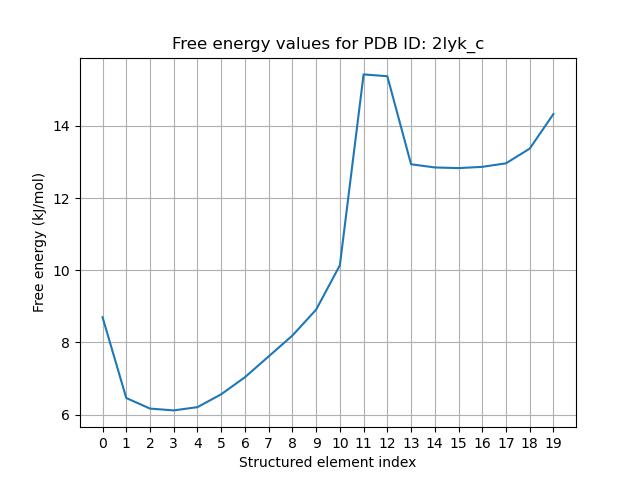 Free energy values for PDB ID: 2lyk_c
Free energy (kJ/mol)
14
12
10
8
6
0 1 2 3 4 5 6 7 8 9 10 11 12 13 14 15 16 17 18 19
Structured element index